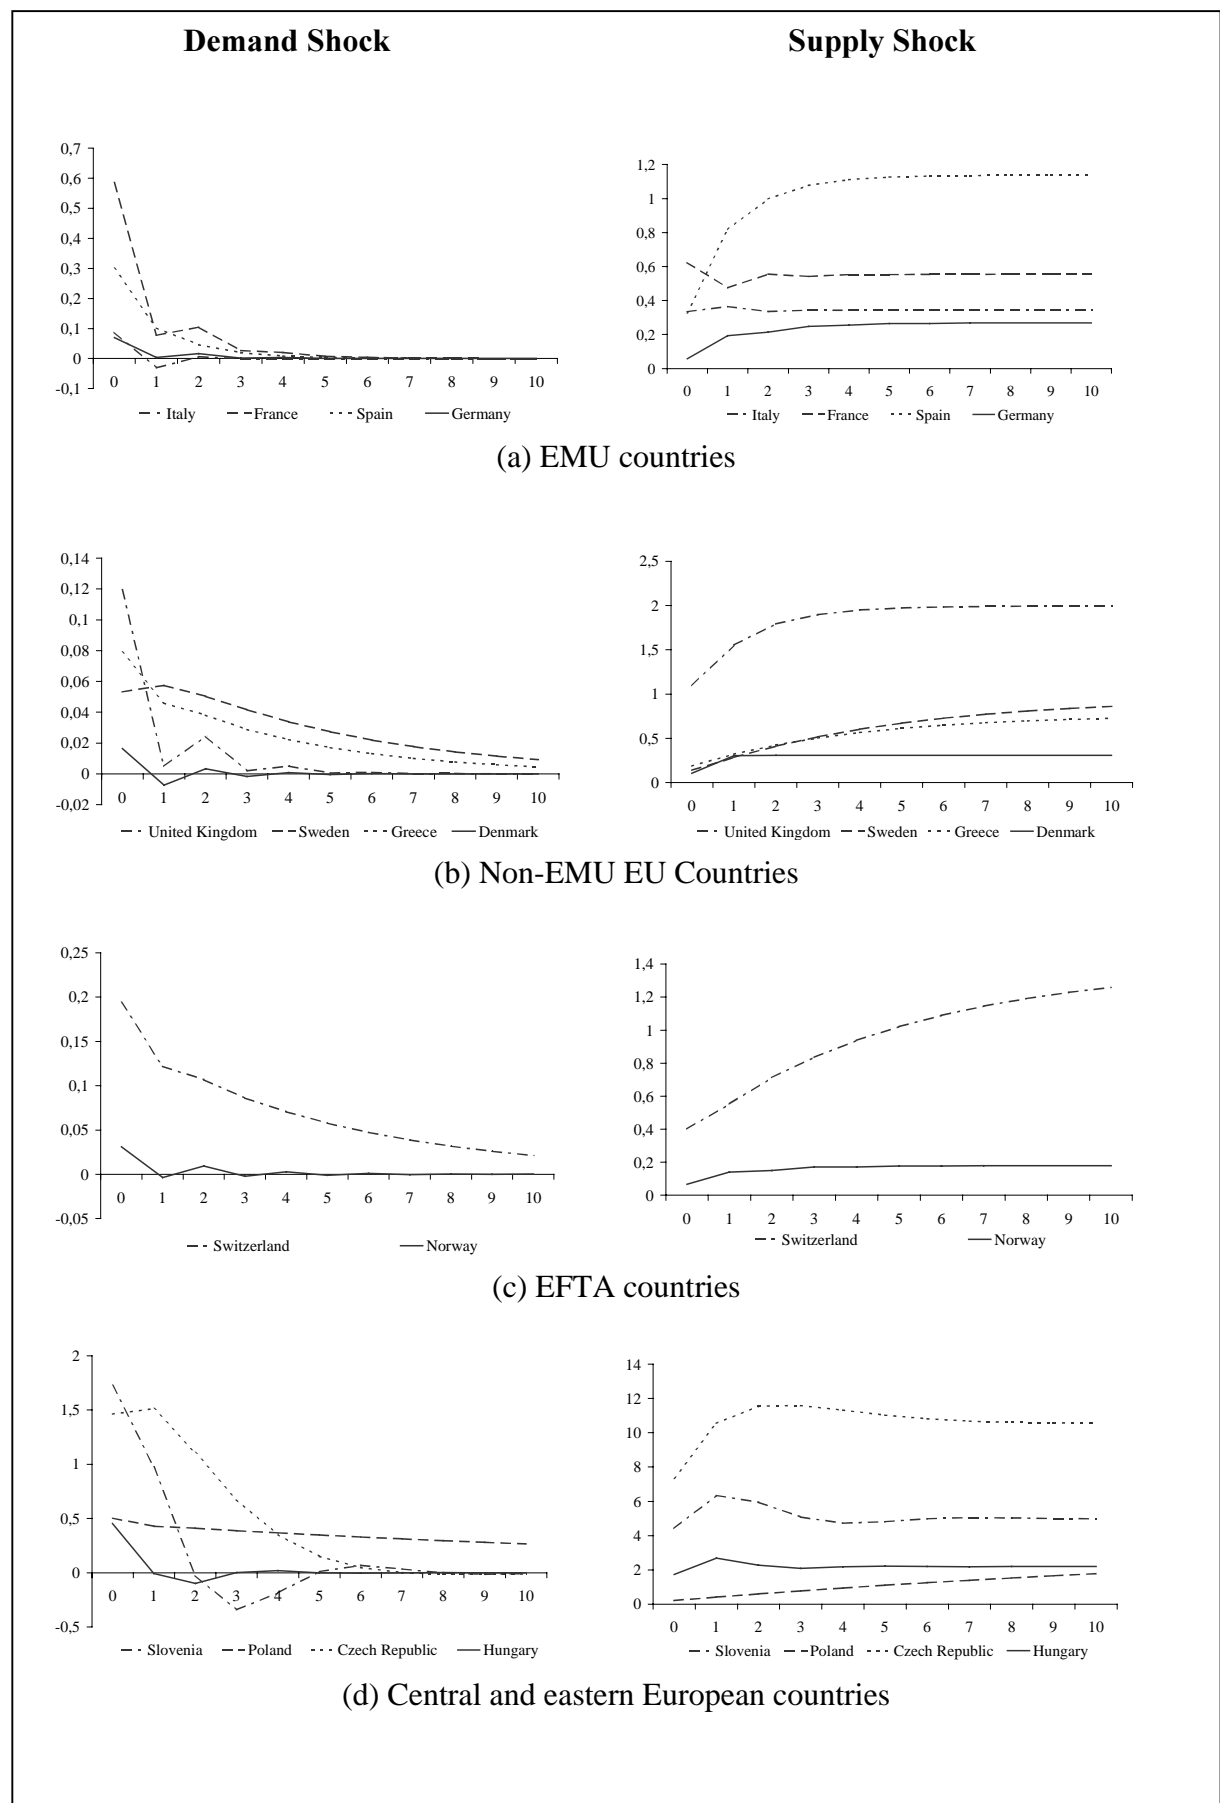 Demand Shock Supply Shock
0,7
0,6
0,5
0,4
0,3
0,2
0,1
0
-0,1
0 1 2 3 4 5 6 7 8 9 10
Italy France Spain Germany
1,2
1
0,8
0,6
0,4
0,2
0
0 1 2 3 4 5 6 7 8 9 10
Italy France Spain Germany
(a) EMU countries
0,14
0,12
0,1
0,08
0,06
0,04
0,02
0
-0,02
0 1 2 3 4 5 6 7 8 9 10
United Kingdom Sweden Greece Denmark
2,5
2
1,5
1
0,5
0
0 1 2 3 4 5 6 7 8 9 10
United Kingdom Sweden Greece Denmark
(b) Non-EMU EU Countries
0,25
0,2
0,15
0,1
0,05
0
-0,05
0 1 2 3 4 5 6 7 8 9 10
Switzerland Norway
1,4
1,2
1
0,8
0,6
0,4
0,2
0
0 1 2 3 4 5 6 7 8 9 10
Switzerland Norway
(c) EFTA countries
2
1,5
1
0,5
0
-0,5
0 1 2 3 4 5 6 7 8 9 10
Slovenia Poland Czech Republic Hungary
14
12
10
8
6
4
2
0
0 1 2 3 4 5 6 7 8 9 10
Slovenia Poland Czech Republic Hungary
(d) Central and eastern European countries